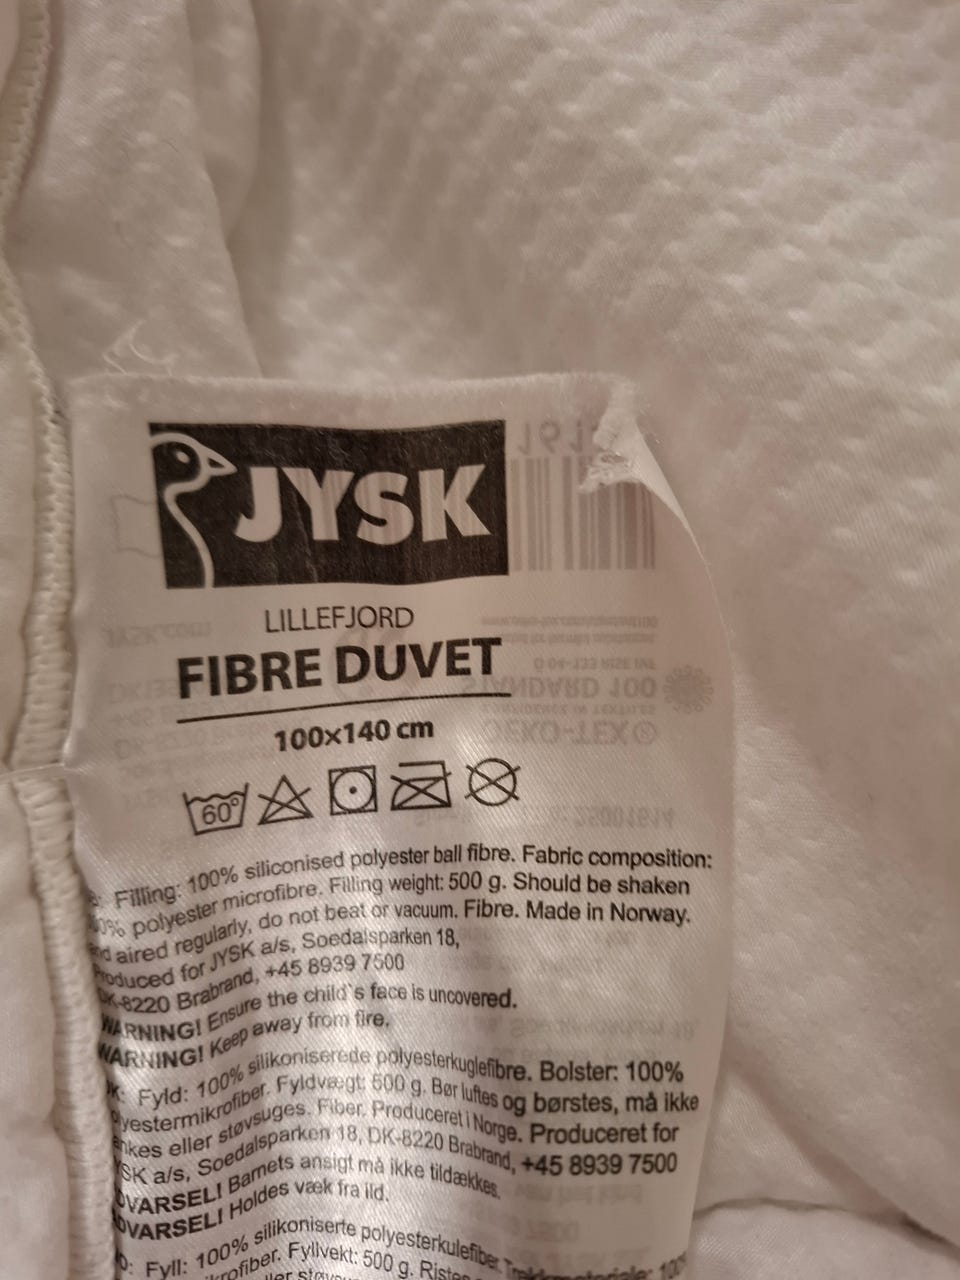 JYSK
LILLEFJORD
FIBRE DUVET
100x140 cm
60°
Filling: 100% siliconised polyester ball fibre. Fabric composition:
polyester microfibre. Filling weight: 500 g. Should be shaken
aired regularly, do not beat or vacuum. Fibre. Made in Norway.
Produced for JYSK a/s, Soedalsparken 18,
DK-8220 Brabrand, +45 8939 7500
WARNING! Ensure the child`s face is uncovered.
WARNING! Keep away from fire.
Fyld: 100% silikoniserede polyesterkuglefibre. Bolster: 100%
Fyldvægt: 500 g. Bør luftes og børstes, må ikke
eller støvsuges. Fiber. Produceret i Norge. Produceret for
JYSK a/s, Soedalsparken 18, DK-8220 Brabrand, +45 8939 7500
ADVARSEL! Barnets ansigt må ikke tildækkes.
ADVARSEL! Holdes væk fra ild.
Fyll: 100% silikoniserte polyesterkulefiber.
Fyllvekt: 500 g.